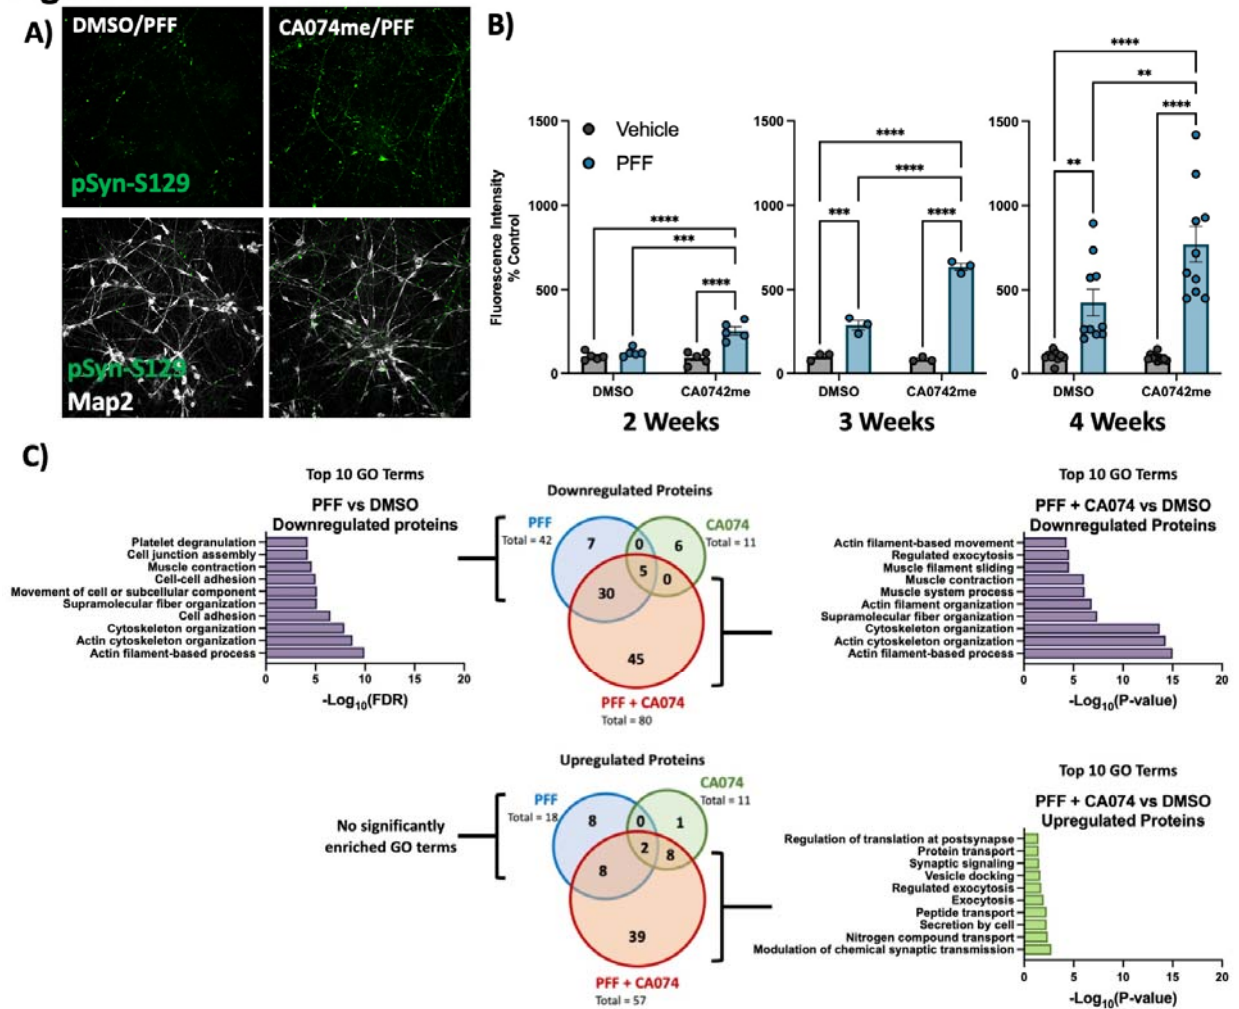 A)
DMSO/PFF
CA074me/PFF
pSyn-S129
pSyn-S129
Map2
B)
Fluorescence Intensity
% Control
Vehicle
PFF
1500
1000
500
0
****
***
****
DMSO
CA0742me
2 Weeks
1500
1000
500
0
****
****
***
****
DMSO
CA0742me
3 Weeks
1500
1000
500
0
****
**
****
**
DMSO
CA0742me
4 Weeks
C)
Top 10 GO Terms
PFF vs DMSO
Downregulated proteins
Platelet degranulation
Cell junction assembly
Muscle contraction
Cell-cell adhesion
Movement of cell or subcellular component
Supramolecular fiber organization
Cell adhesion
Cytoskeleton organization
Actin cytoskeleton organization
Actin filament-based process
0 5 10 15 20
-Log10(FDR)
Downregulated Proteins
PFF
Total = 42
CA074
Total = 11
7
0
6
5
0
30
45
PFF + CA074
Total = 80
Top 10 GO Terms
PFF + CA074 vs DMSO
Downregulated Proteins
Actin filament-based movement
Regulated exocytosis
Muscle filament sliding
Muscle contraction
Muscle system process
Actin filament organization
Supramolecular fiber organization
Cytoskeleton organization
Actin cytoskeleton organization
Actin filament-based process
0 5 10 15 20
-Log10(P-value)
No significantly
enriched GO terms
Upregulated Proteins
PFF
Total = 18
CA074
Total = 11
8
0
1
2
8
8
39
PFF + CA074
Total = 57
Top 10 GO Terms
PFF + CA074 vs DMSO
Upregulated Proteins
Regulation of translation at postsynapse
Protein transport
Synaptic signaling
Vesicle docking
Regulated exocytosis
Exocytosis
Peptide transport
Secretion by cell
Nitrogen compound transport
Modulation of chemical synaptic transmission
0 5 10 15 20
-Log10(P-value)